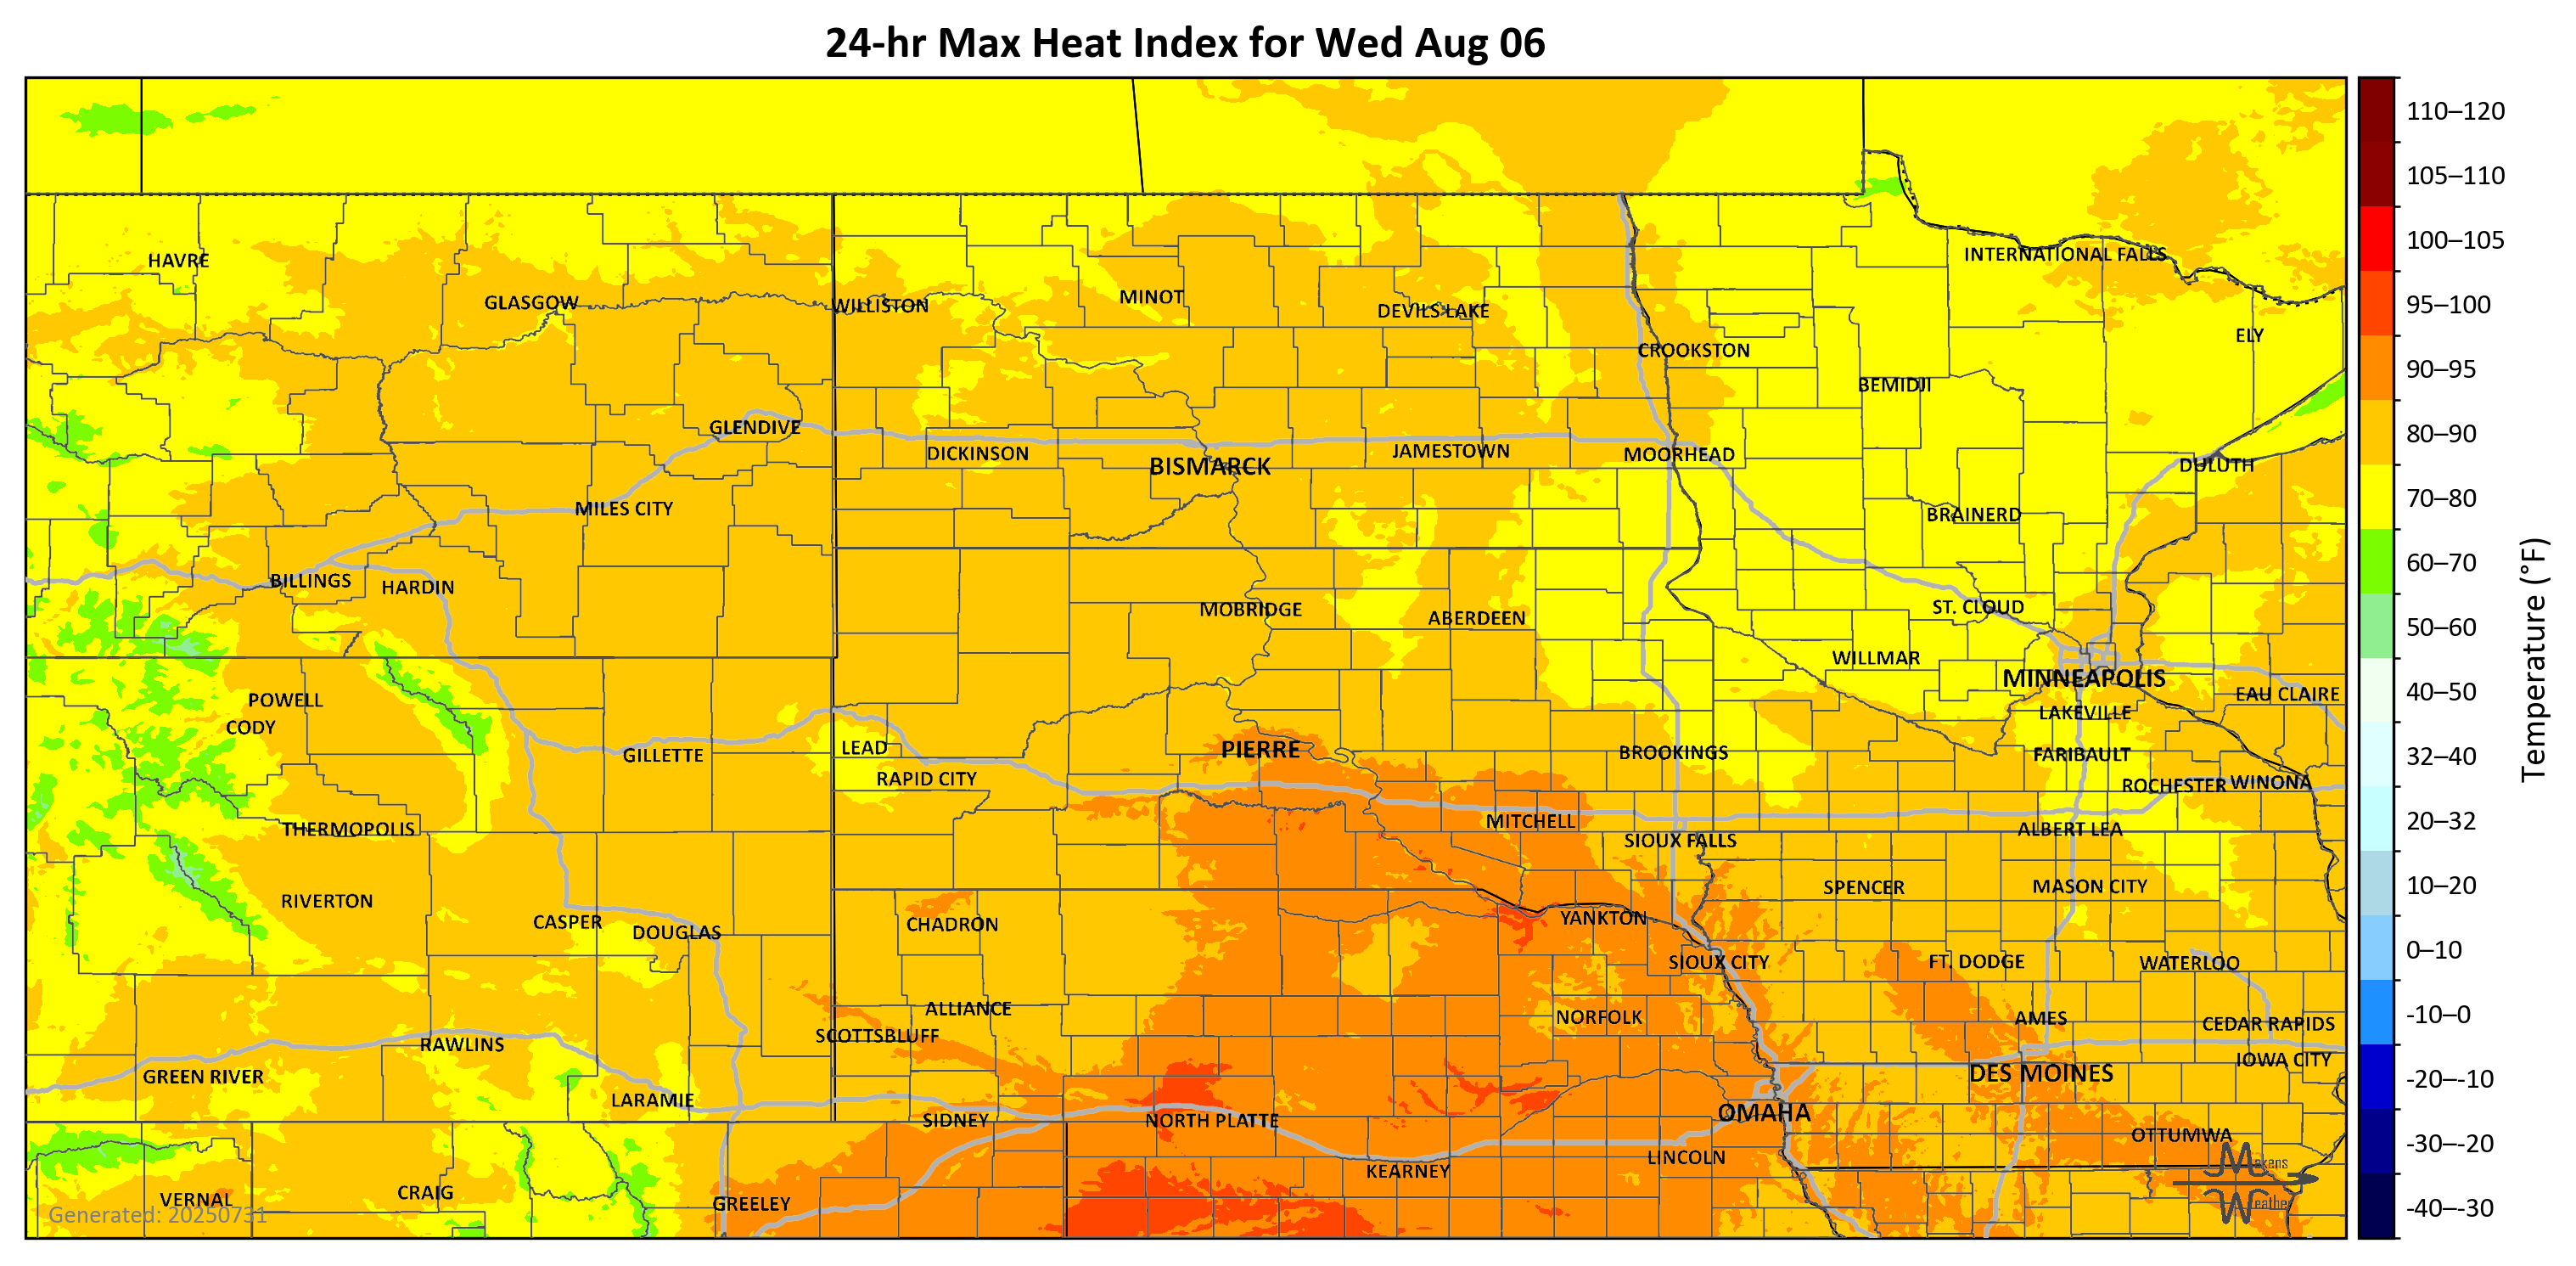 24-hr Max Heat Index for Wed Aug 06
110–120
105–110
100–105
95–100
90–95
80–90
70–80
60–70
50–60
40–50
32–40
20–32
10–20
0–10
-10–0
-20–-10
-30–-20
-40–-30
Temperature (°F)
HAVRE
INTERNATIONAL FALLS
GLASGOW
WILLISTON
MINOT
DEVILS LAKE
ELY
CROOKSTON
BEMIDJI
GLENDIVE
DICKINSON
BISMARCK
JAMESTOWN
MOORHEAD
DULUTH
MILES CITY
BRAINERD
BILLINGS
HARDIN
MOBRIDGE
ABERDEEN
ST. CLOUD
WILLMAR
MINNEAPOLIS
EAU CLAIRE
POWELL
CODY
LAKEVILLE
GILLETTE
LEAD
PIERRE
BROOKINGS
FARIBAULT
RAPID CITY
ROCHESTER
WINONA
THERMOPOLIS
MITCHELL
SIOUX FALLS
ALBERT LEA
RIVERTON
SPENCER
MASON CITY
CASPER
DOUGLAS
CHADRON
YANKTON
SIOUX CITY
FT. DODGE
WATERLOO
ALLIANCE
NORFOLK
AMES
CEDAR RAPIDS
SCOTTSBLUFF
RAWLINS
IOWA CITY
GREEN RIVER
DES MOINES
LARAMIE
SIDNEY
NORTH PLATTE
OMAHA
OTTUMWA
LINCOLN
KEARNEY
VERNAL
CRAIG
GREELEY
Generated: 20250731
Maxens
Weather